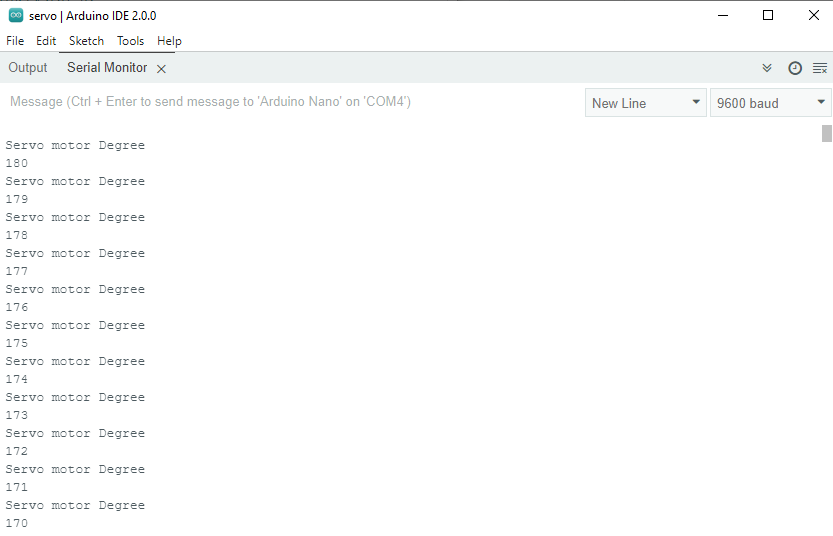 servo | Arduino IDE 2.0.0
File Edit Sketch Tools Help
Output Serial Monitor
Message (Ctrl + Enter to send message to 'Arduino Nano' on 'COM4')
New Line
9600 baud
Servo motor Degree
180
Servo motor Degree
179
Servo motor Degree
178
Servo motor Degree
177
Servo motor Degree
176
Servo motor Degree
175
Servo motor Degree
174
Servo motor Degree
173
Servo motor Degree
172
Servo motor Degree
171
Servo motor Degree
170